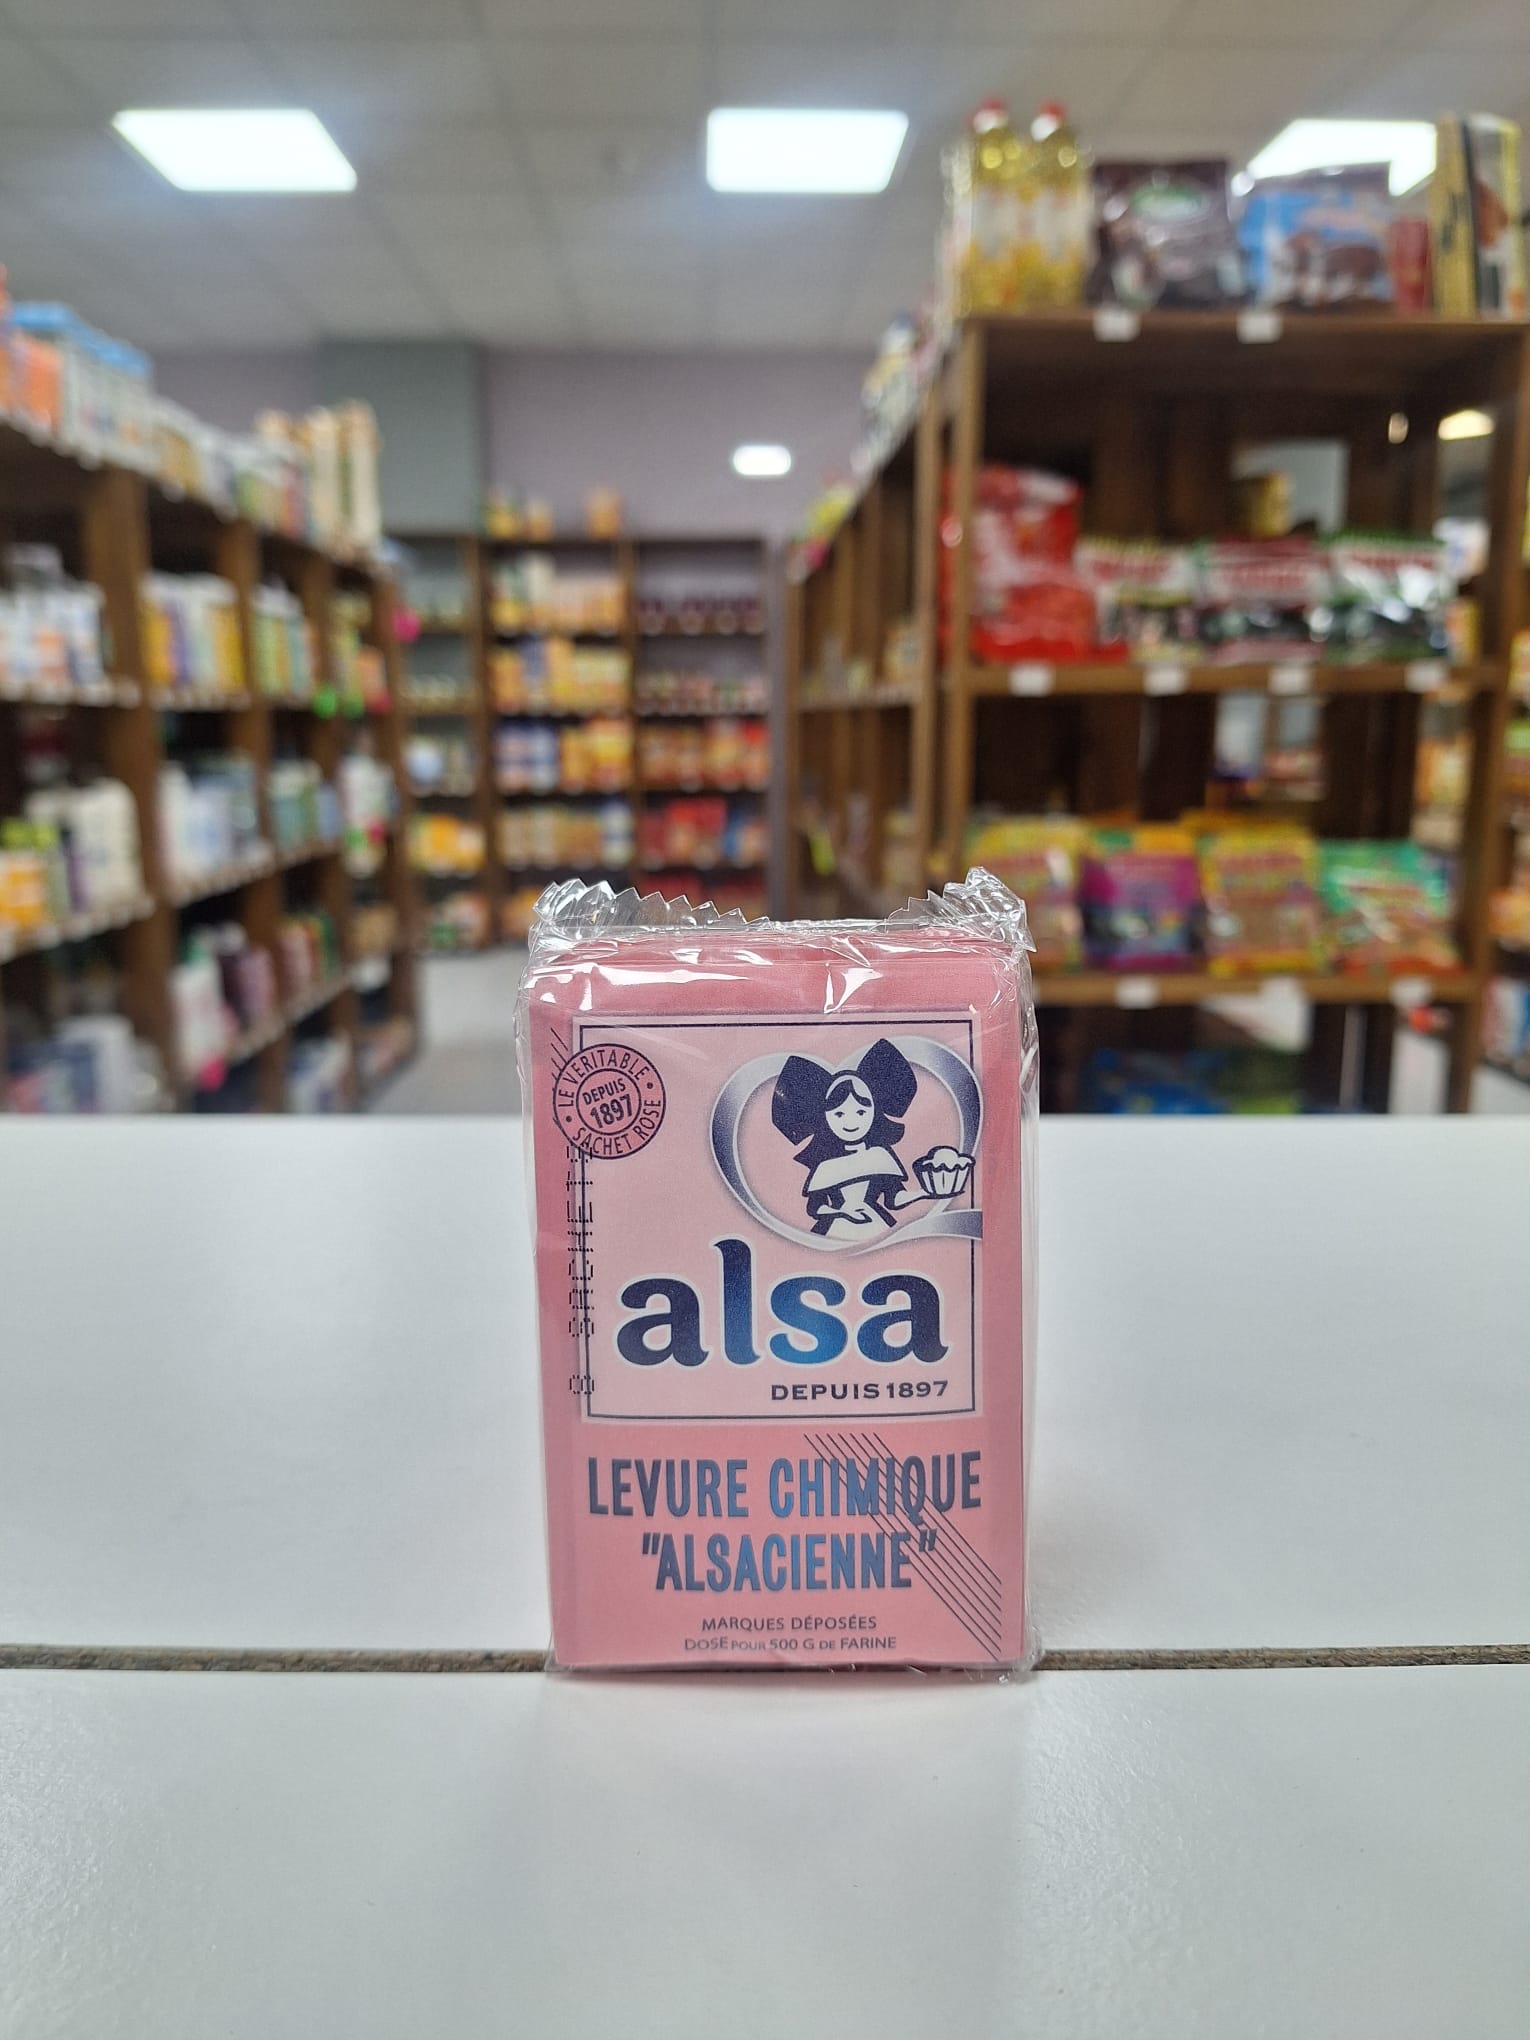 LE VÉRITABLE
DEPUIS
1897
SACHET ROSE
8 SACHETS
alsa
DEPUIS 1897
LEVURE CHIMIQUE
"ALSACIENNE"
MARQUES DÉPOSÉES
DOSE POUR 500 G DE FARINE